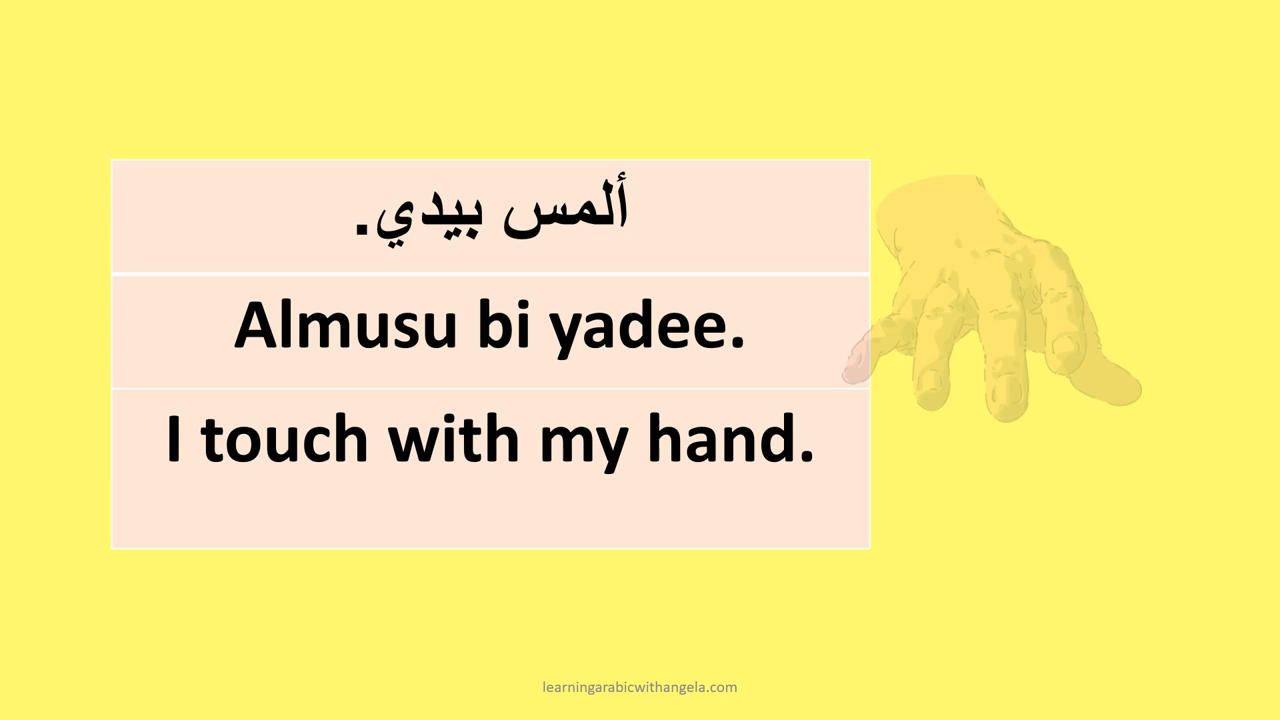 ألمس بيدي.
Almusu bi yadee.
I touch with my hand.
learningarabicwithangela.com